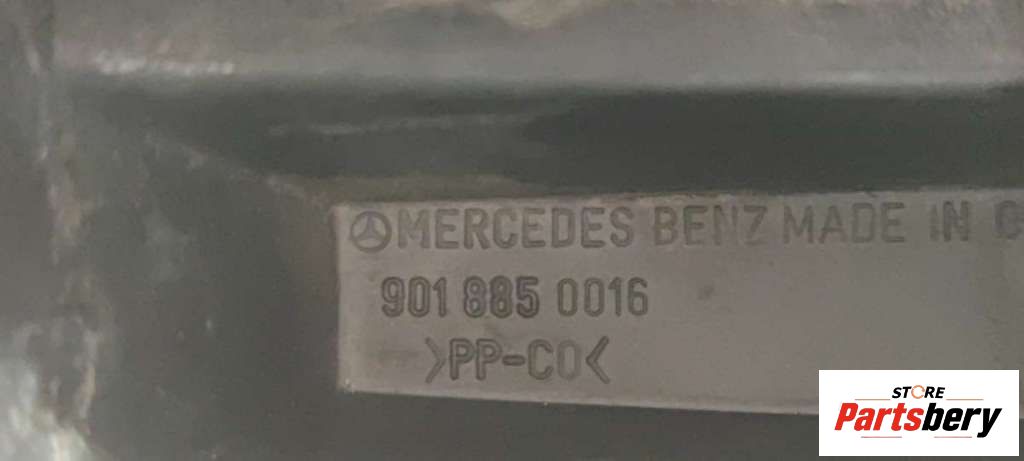 MERCEDES BENZ MADE IN
901 885 0016
>PP-CO<
STORE
Partsbery